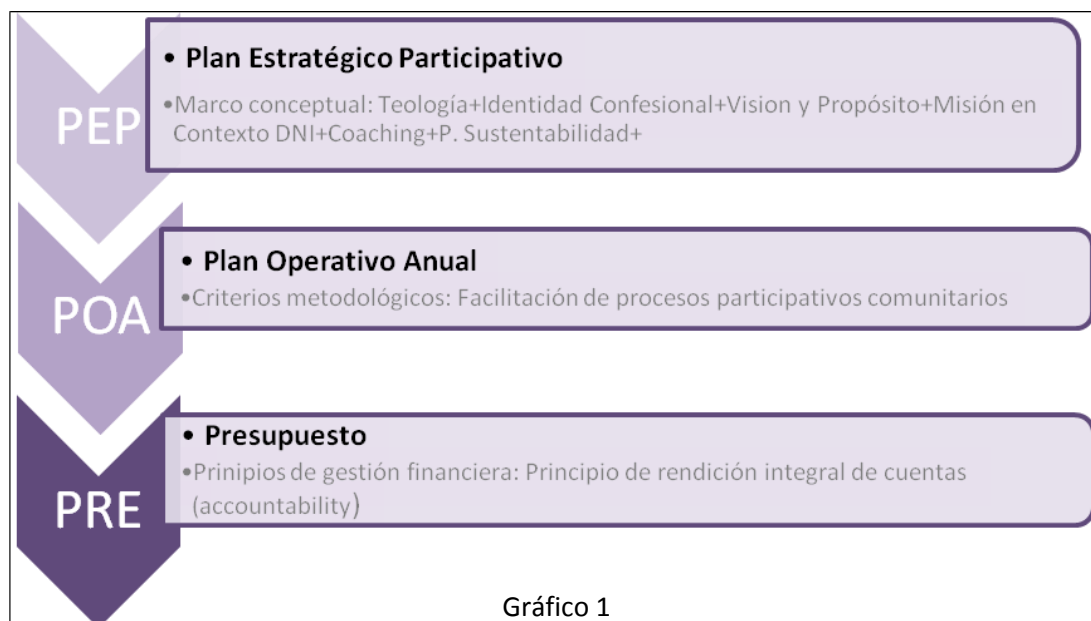 PEP
• Plan Estratégico Participativo
•Marco conceptual: Teología+Identidad Confesional+Vision y Propósito+Misión en
Contexto DNI+Coaching+P. Sustentabilidad+
POA
• Plan Operativo Anual
•Criterios metodológicos: Facilitación de procesos participativos comunitarios
PRE
• Presupuesto
•Prinipios de gestión financiera: Principio de rendición integral de cuentas
(accountability)
Gráfico 1